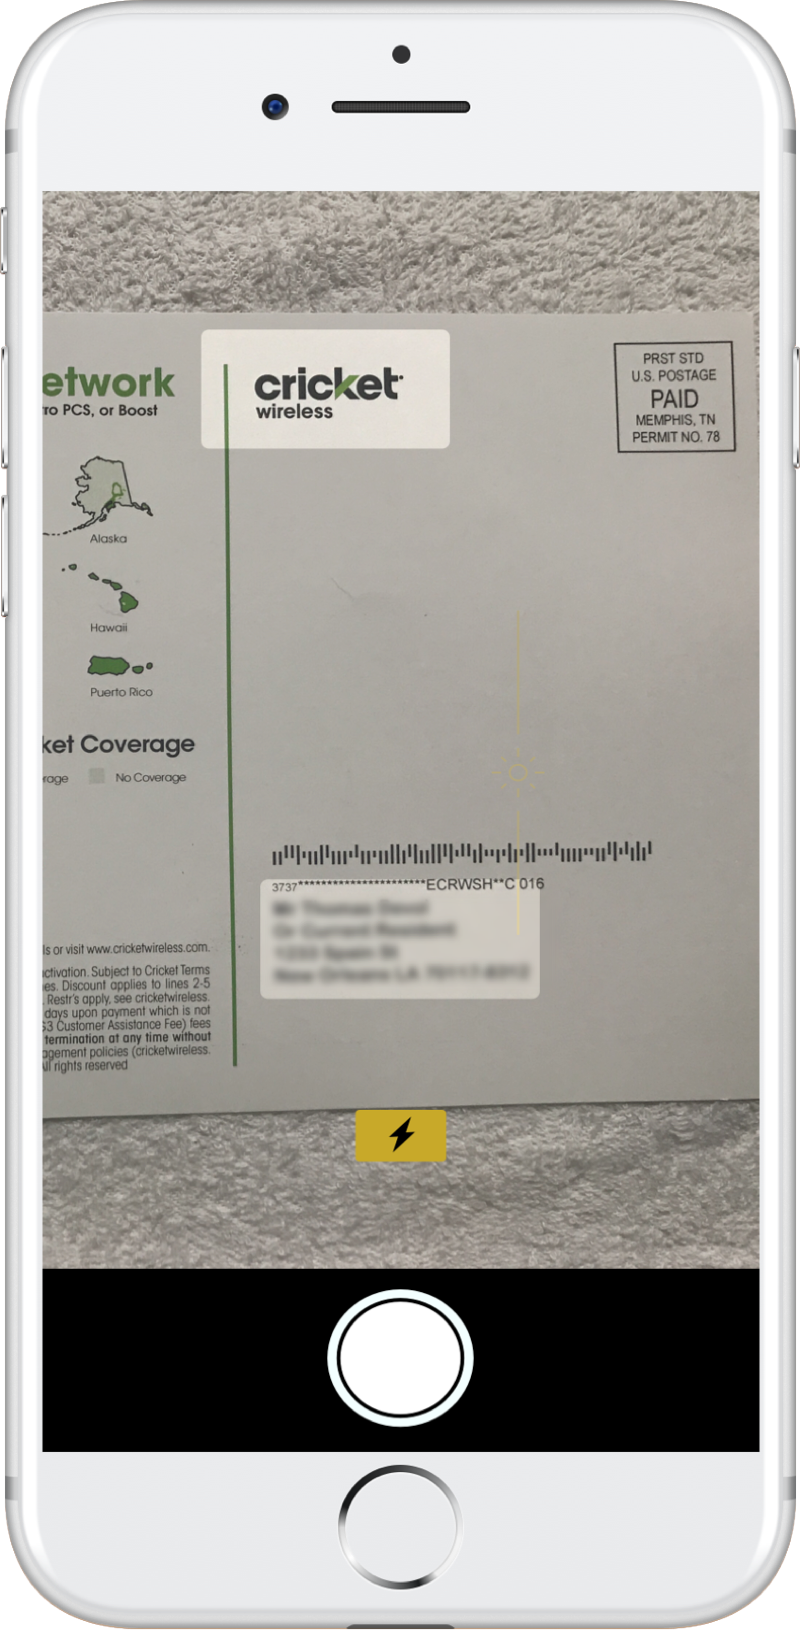 etwork
ro PCS, or Boost
Alaska
Hawaii
Puerto Rico
ket Coverage
rage No Coverage
ls or visit www.cricketwireless.com.
ctivation. Subject to Cricket Terms
es. Discount applies to lines 2-5
. Restr's apply, see cricketwireless.
days upon payment which is not
$3 Customer Assistance Fee) fees
termination at any time without
agement policies (cricketwireless.
All rights reserved
cricket
wireless
PRST STD
U.S. POSTAGE
PAID
MEMPHIS, TN
PERMIT NO. 78
3737**********************ECRWSH**C 016